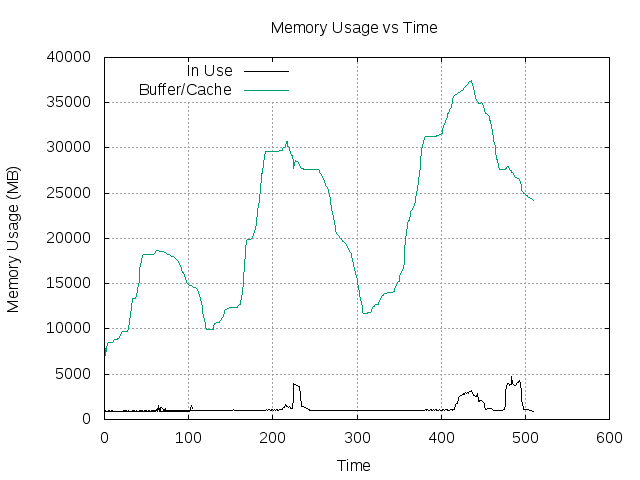 Memory Usage vs Time
In Use
Buffer/Cache
Memory Usage (MB)
40000
35000
30000
25000
20000
15000
10000
5000
0
0 100 200 300 400 500 600
Time